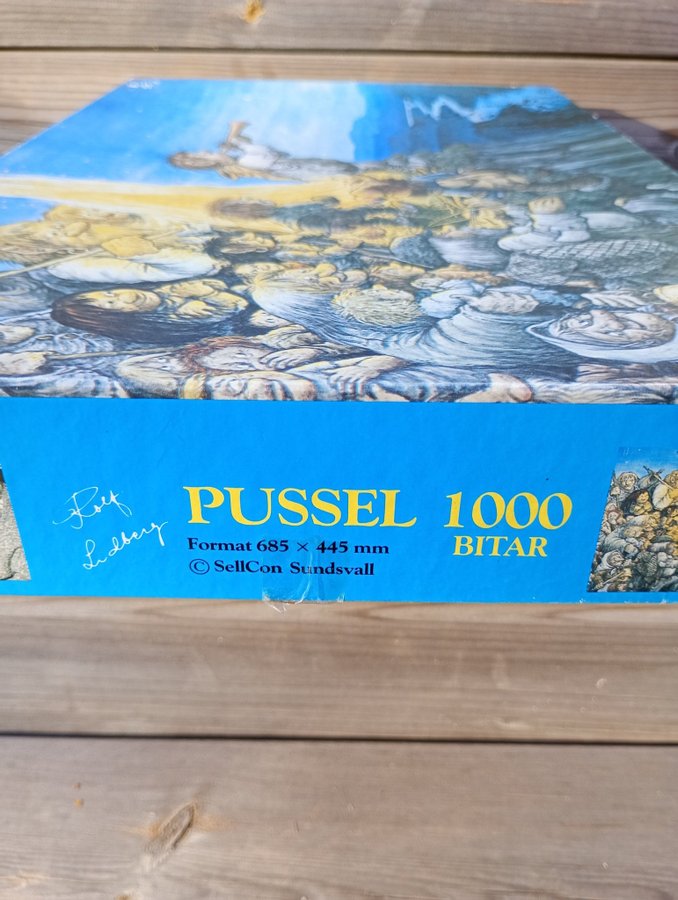 Rolf
Lidberg
PUSSEL 1000
BITAR
Format 685 × 445 mm
© SellCon Sundsvall